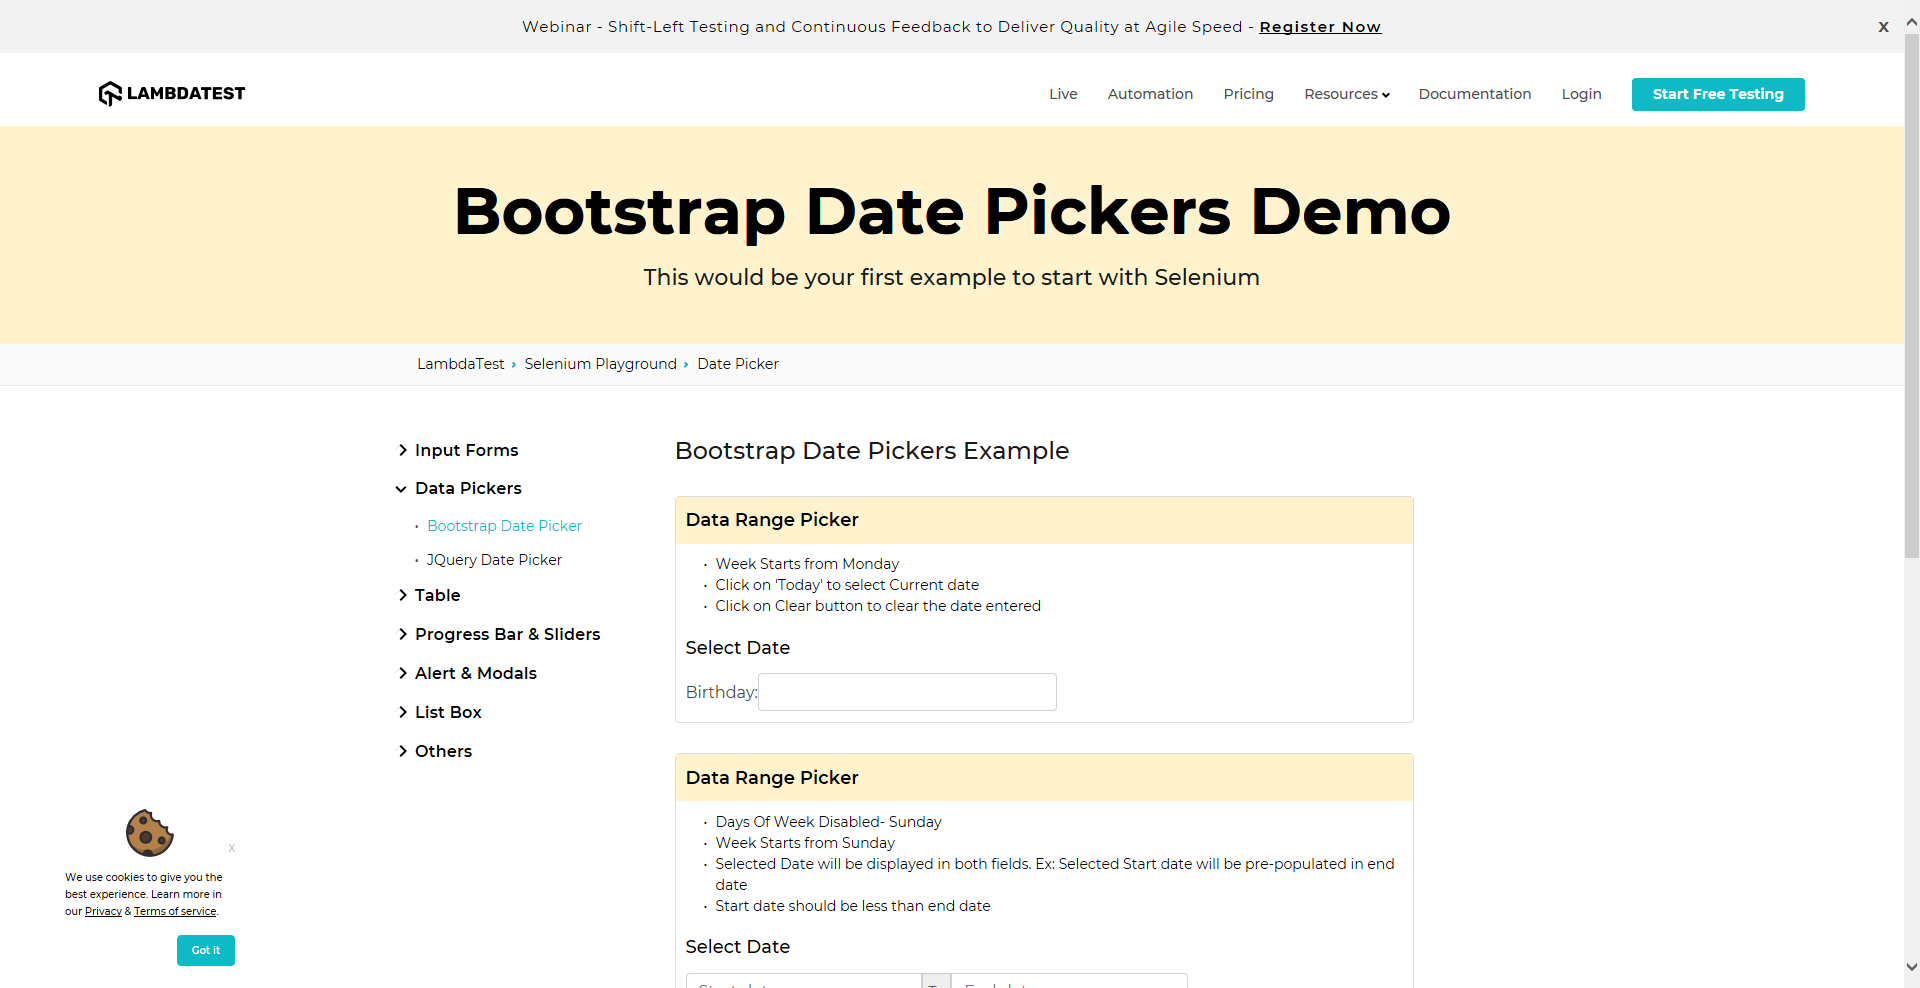 Webinar - Shift-Left Testing and Continuous Feedback to Deliver Quality at Agile Speed - Register Now
X
LAMBDATEST
Live
Automation
Pricing
Resources
Documentation
Login
Start Free Testing
Bootstrap Date Pickers Demo
This would be your first example to start with Selenium
LambdaTest › Selenium Playground › Date Picker
Input Forms
Data Pickers
Bootstrap Date Picker
JQuery Date Picker
Table
Progress Bar & Sliders
Alert & Modals
List Box
Others
Bootstrap Date Pickers Example
Data Range Picker
Week Starts from Monday
Click on 'Today' to select Current date
Click on Clear button to clear the date entered
Select Date
Birthday:
Data Range Picker
Days Of Week Disabled- Sunday
Week Starts from Sunday
Selected Date will be displayed in both fields. Ex: Selected Start date will be pre-populated in end
date
Start date should be less than end date
Select Date
X
We use cookies to give you the
best experience. Learn more in
our Privacy & Terms of service.
Got it